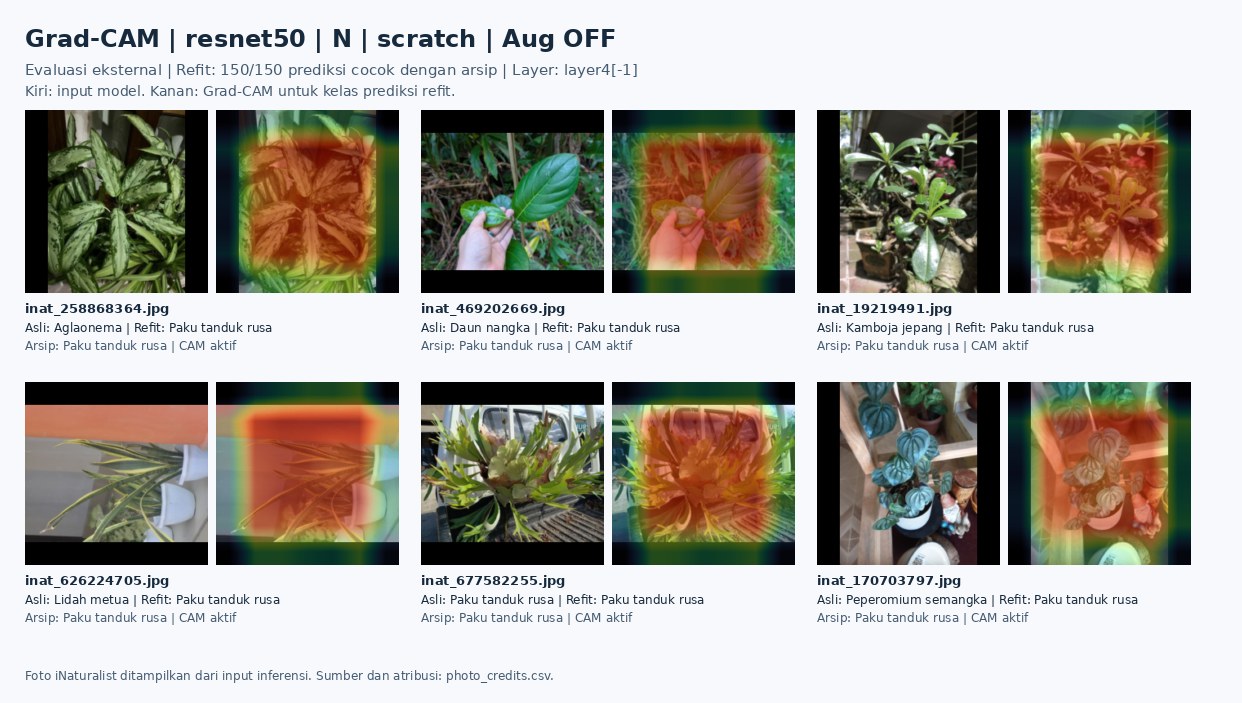 Grad-CAM | resnet50 | N | scratch | Aug OFF
Evaluasi eksternal | Refit: 150/150 prediksi cocok dengan arsip | Layer: layer4[-1]
Kiri: input model. Kanan: Grad-CAM untuk kelas prediksi refit.
inat_258868364.jpg
Asli: Aglaonema | Refit: Paku tanduk rusa
Arsip: Paku tanduk rusa | CAM aktif
inat_469202669.jpg
Asli: Daun nangka | Refit: Paku tanduk rusa
Arsip: Paku tanduk rusa | CAM aktif
inat_19219491.jpg
Asli: Kamboja jepang | Refit: Paku tanduk rusa
Arsip: Paku tanduk rusa | CAM aktif
inat_626224705.jpg
Asli: Lidah metua | Refit: Paku tanduk rusa
Arsip: Paku tanduk rusa | CAM aktif
inat_677582255.jpg
Asli: Paku tanduk rusa | Refit: Paku tanduk rusa
Arsip: Paku tanduk rusa | CAM aktif
inat_170703797.jpg
Asli: Peperomium semangka | Refit: Paku tanduk rusa
Arsip: Paku tanduk rusa | CAM aktif
Foto iNaturalist ditampilkan dari input inferensi. Sumber dan atribusi: photo_credits.csv.